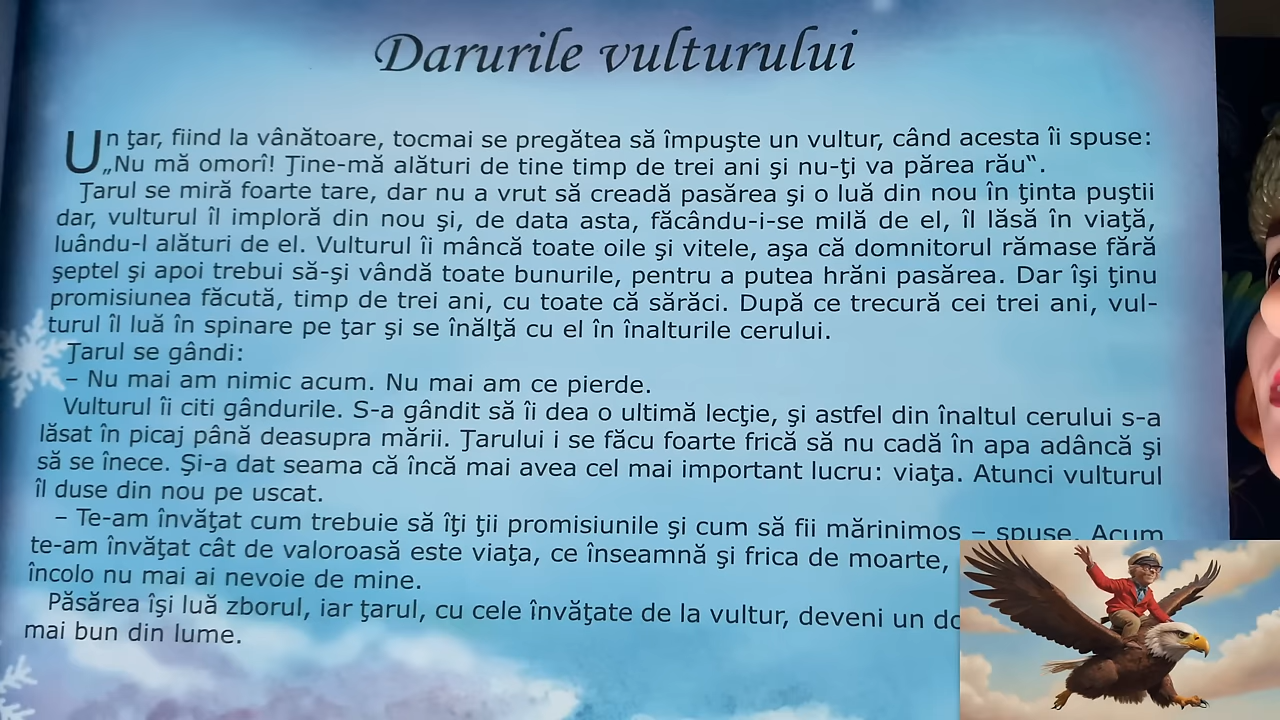 Darurile vulturului
Un ţar, fiind la vânătoare, tocmai se pregătea să împuşte un vultur, când acesta îi spuse:
„Nu mă omorî! Ţine-mă alături de tine timp de trei ani şi nu-ţi va părea rău“.
Ţarul se miră foarte tare, dar nu a vrut să creadă pasărea şi o luă din nou în ţinta puştii
dar, vulturul îl imploră din nou şi, de data asta, făcându-i-se milă de el, îl lăsă în viaţă,
luându-l alături de el. Vulturul îi mâncă toate oile şi vitele, aşa că domnitorul rămase fără
şeptel şi apoi trebui să-şi vândă toate bunurile, pentru a putea hrăni pasărea. Dar îşi ţinu
promisiunea făcută, timp de trei ani, cu toate că sărăci. După ce trecură cei trei ani, vul-
turul îl luă în spinare pe ţar şi se înălţă cu el în înalturile cerului.
Ţarul se gândi:
– Nu mai am nimic acum. Nu mai am ce pierde.
Vulturul îi citi gândurile. S-a gândit să îi dea o ultimă lecţie, şi astfel din înaltul cerului s-a
lăsat în picaj până deasupra mării. Ţarului i se făcu foarte frică să nu cadă în apa adâncă şi
să se înece. Şi-a dat seama că încă mai avea cel mai important lucru: viaţa. Atunci vulturul
îl duse din nou pe uscat.
– Te-am învăţat cum trebuie să îţi ţii promisiunile şi cum să fii mărinimos – spuse. Acum
te-am învăţat cât de valoroasă este viaţa, ce înseamnă şi frica de moarte,
încolo nu mai ai nevoie de mine.
Păsărea îşi luă zborul, iar ţarul, cu cele învăţate de la vultur, deveni un
mai bun din lume.